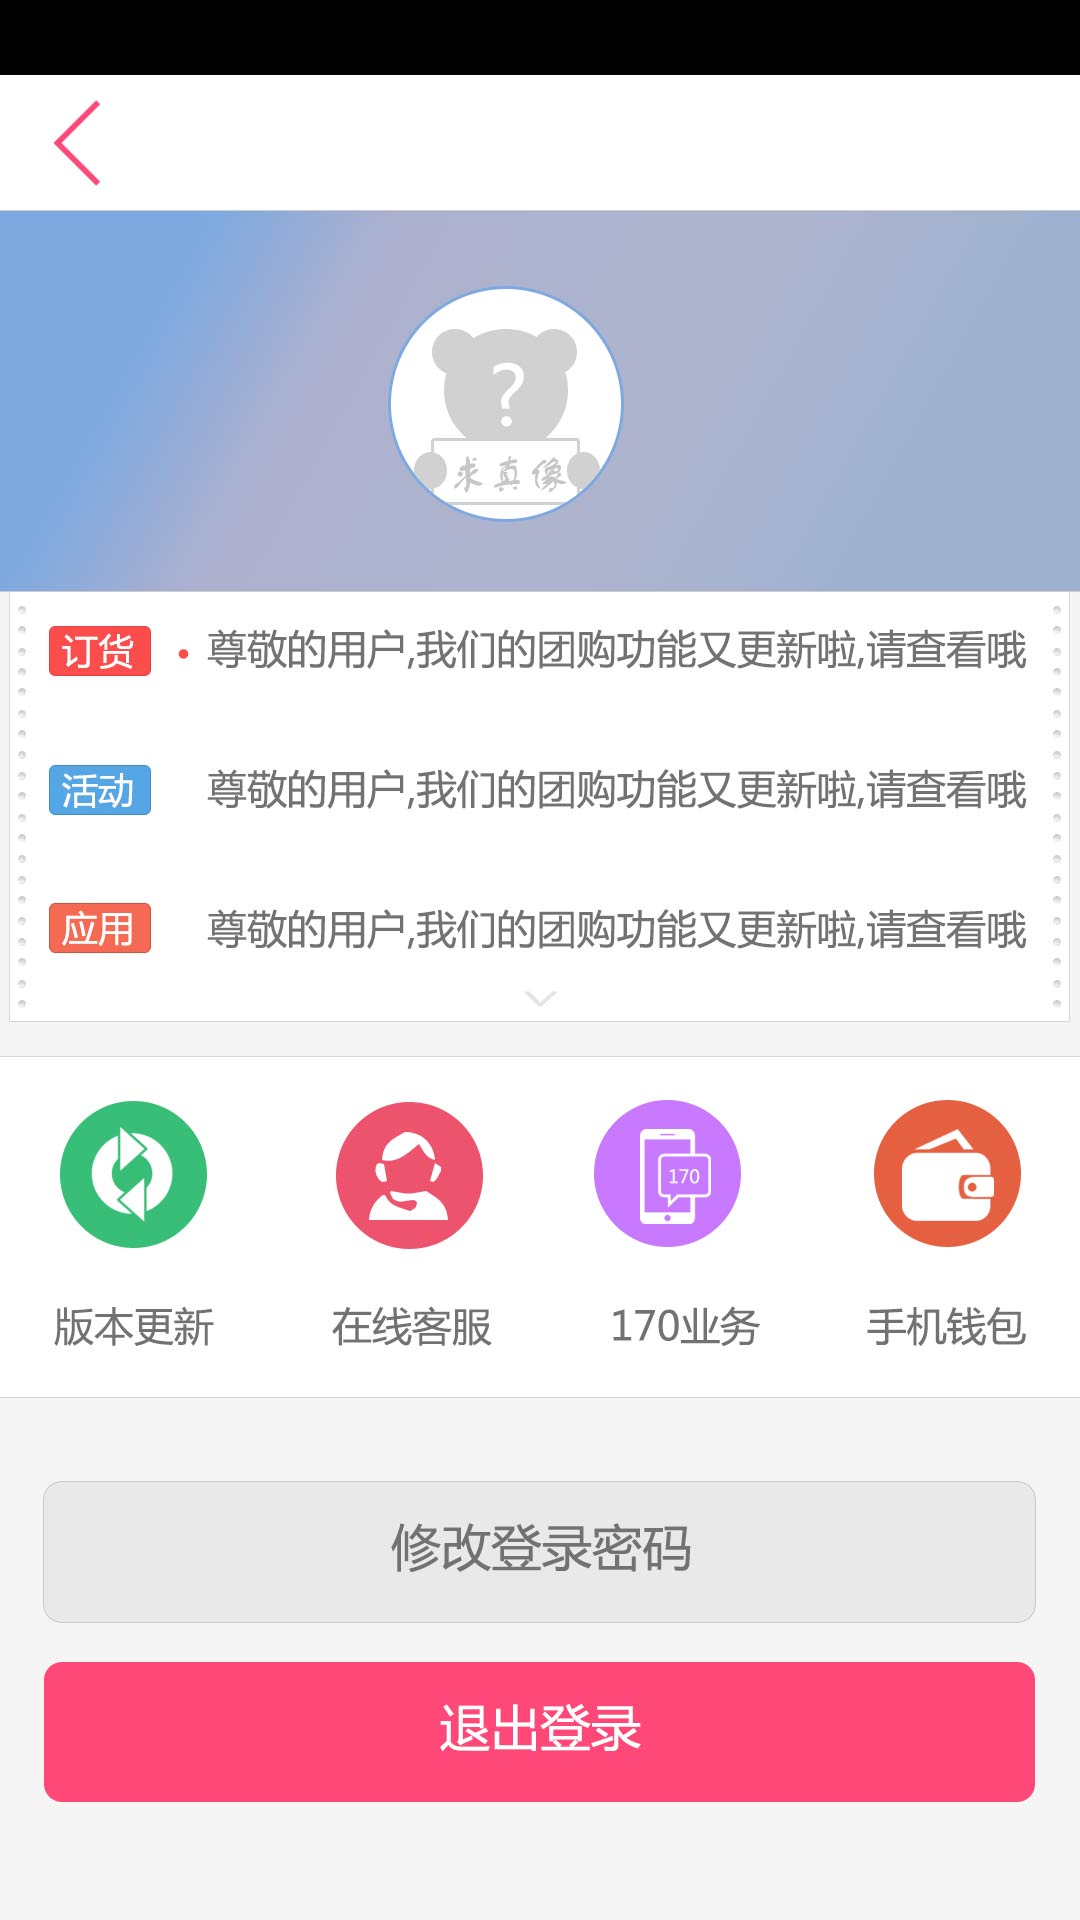 ?
求真像
订货 • 尊敬的用户,我们的团购功能又更新啦,请查看哦
活动 尊敬的用户,我们的团购功能又更新啦,请查看哦
应用 尊敬的用户,我们的团购功能又更新啦,请查看哦
170
版本更新 在线客服 170业务 手机钱包
修改登录密码
退出登录